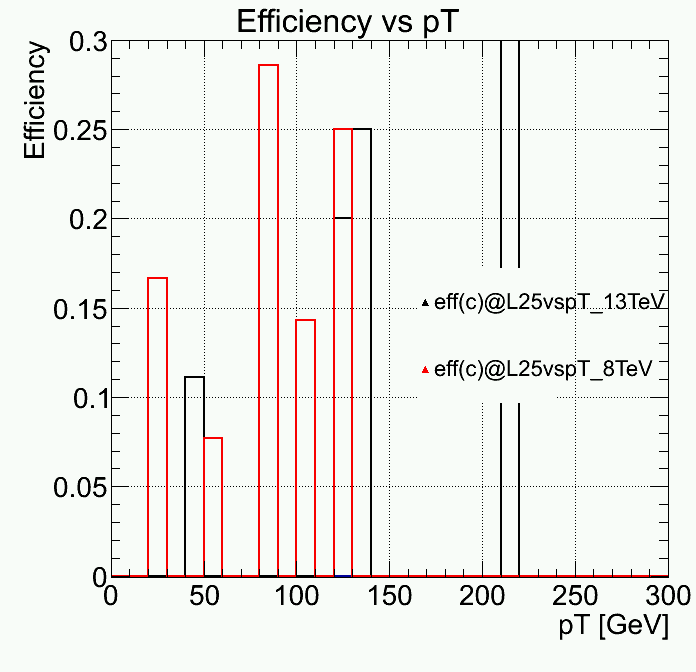 Efficiency vs pT
Efficiency
0.3
0.25
0.2
0.15
0.1
0.05
0
eff(c)@L25vspT_13TeV
eff(c)@L25vspT_8TeV
0 50 100 150 200 250 300
pT [GeV]